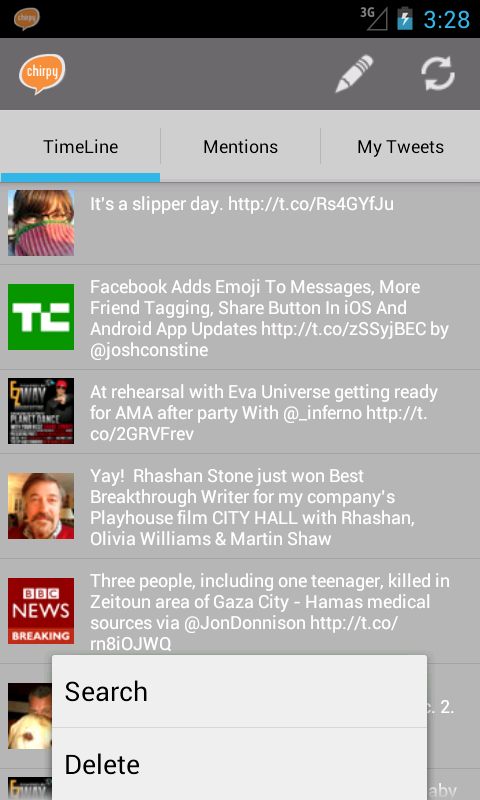 chirpy
3G
3:28
chirpy
TimeLine
Mentions
My Tweets
It's a slipper day. http://t.co/Rs4GYfJu
Facebook Adds Emoji To Messages, More
Friend Tagging, Share Button In iOS And
Android App Updates http://t.co/zSSyjBEC by
@joshconstine
TC
At rehearsal with Eva Universe getting ready
for AMA after party With @_inferno http://t.
co/2GRVFrev
EZWAY
PLANET DANCE
Yay!  Rhashan Stone just won Best
Breakthrough Writer for my company's
Playhouse film CITY HALL with Rhashan,
Olivia Williams & Martin Shaw
Three people, including one teenager, killed in
Zeitoun area of Gaza City - Hamas medical
sources via @JonDonnison http://t.co/
rn8iOJWQ
BBC
NEWS
BREAKING
c. 2.
Search
Delete
aby